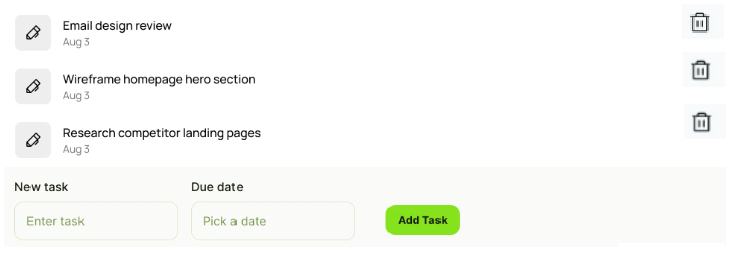 Email design review
Aug 3
Wireframe homepage hero section
Aug 3
Research competitor landing pages
Aug 3
New task
Due date
Enter task
Pick a date
Add Task